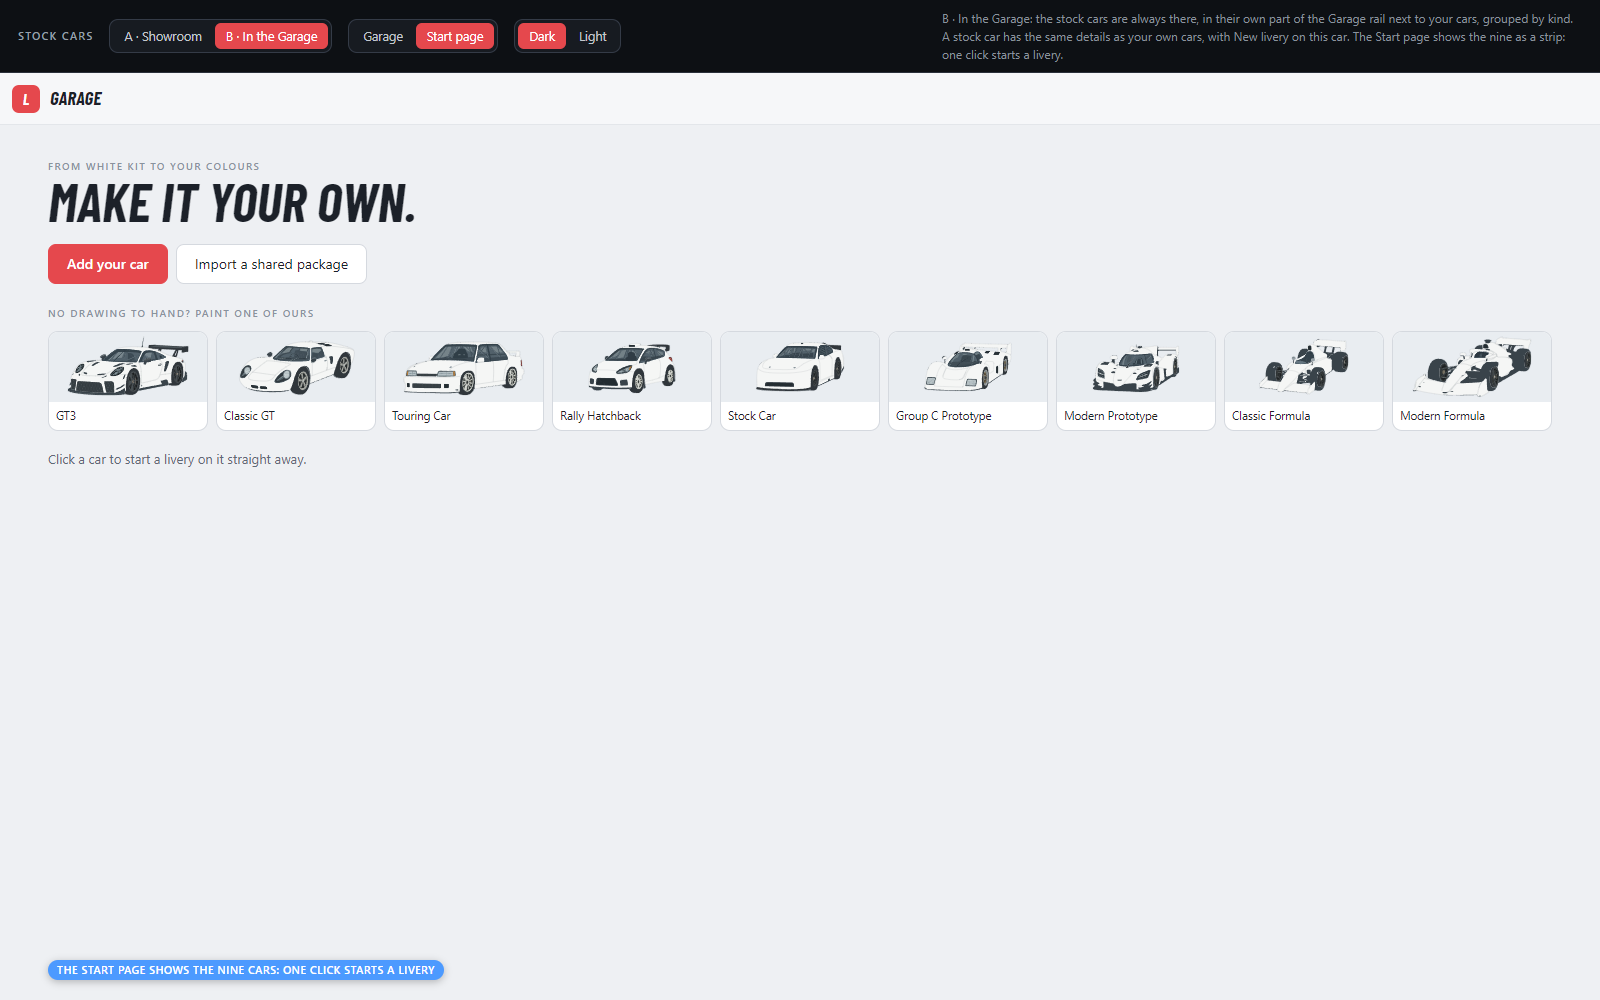 STOCK CARS
A · Showroom
B · In the Garage
Garage
Start page
Dark
Light
B · In the Garage: the stock cars are always there, in their own part of the Garage rail next to your cars, grouped by kind.
A stock car has the same details as your own cars, with New livery on this car. The Start page shows the nine as a strip:
one click starts a livery.
L
GARAGE
FROM WHITE KIT TO YOUR COLOURS
MAKE IT YOUR OWN.
Add your car
Import a shared package
NO DRAWING TO HAND? PAINT ONE OF OURS
GT3
Classic GT
Touring Car
Rally Hatchback
Stock Car
Group C Prototype
Modern Prototype
Classic Formula
Modern Formula
Click a car to start a livery on it straight away.
THE START PAGE SHOWS THE NINE CARS: ONE CLICK STARTS A LIVERY